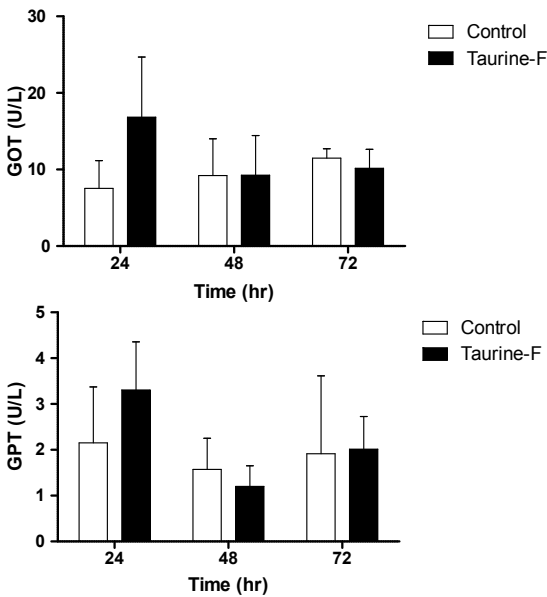 30
20
10
0
GOT (U/L)
24 48 72
Time (hr)
Control
Taurine-F
5
4
3
2
1
0
GPT (U/L)
24 48 72
Time (hr)
Control
Taurine-F